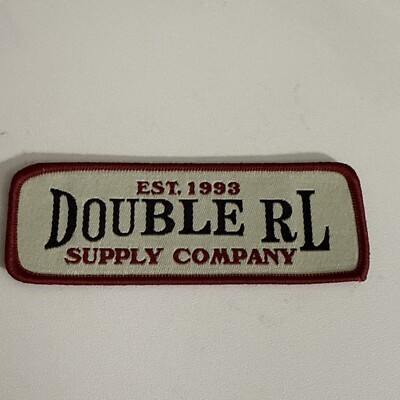 EST. 1993
DOUBLE RL
SUPPLY COMPANY